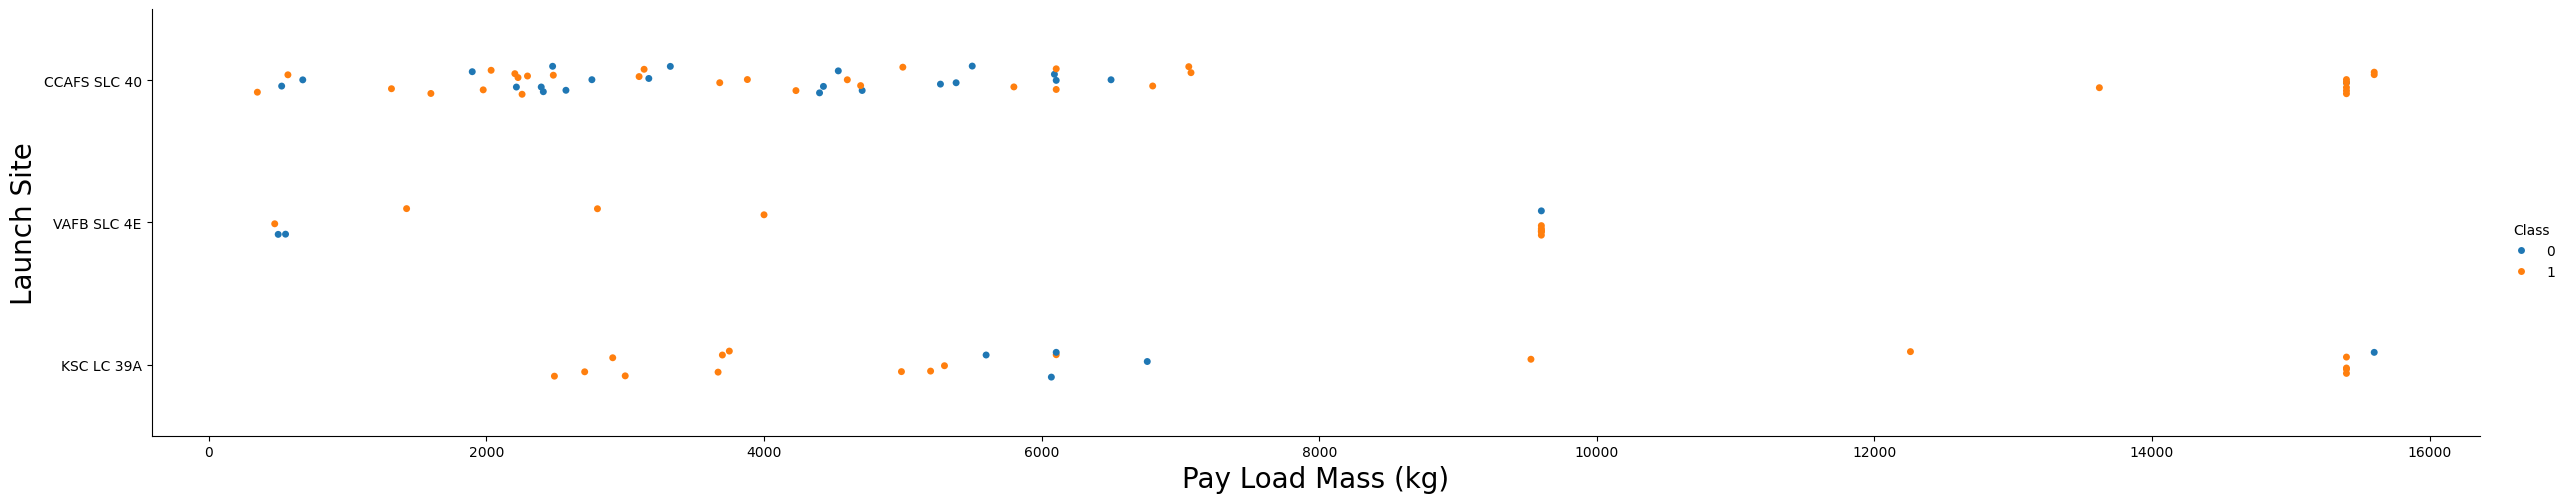 Launch Site
CCAFS SLC 40
VAFB SLC 4E
KSC LC 39A
0 2000 4000 6000 8000 10000 12000 14000 16000
Pay Load Mass (kg)
Class
0
1